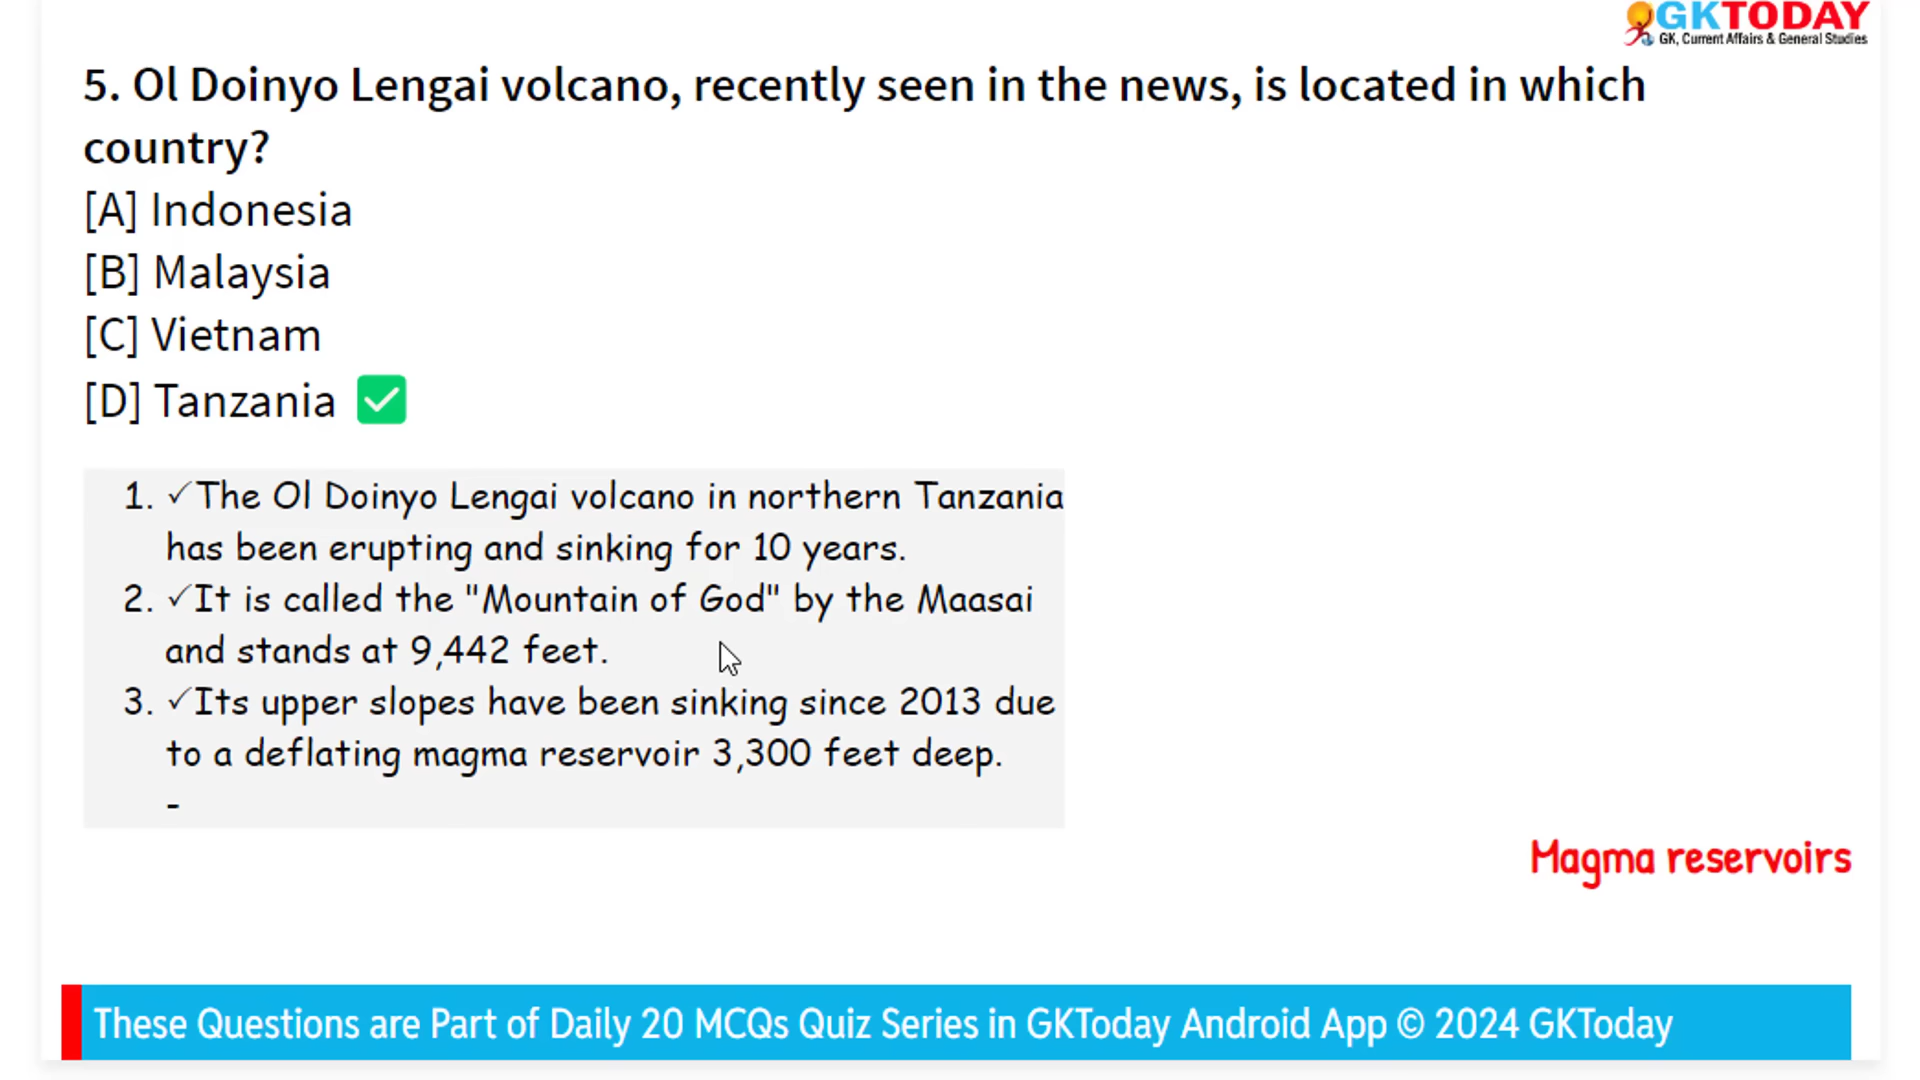 GKTODAY
GK, Current Affairs & General Studies
5. Ol Doinyo Lengai volcano, recently seen in the news, is located in which
country?
[A] Indonesia
[B] Malaysia
[C] Vietnam
[D] Tanzania ✅
1. ✓The Ol Doinyo Lengai volcano in northern Tanzania
has been erupting and sinking for 10 years.
2. ✓It is called the "Mountain of God" by the Maasai
and stands at 9,442 feet.
3. ✓Its upper slopes have been sinking since 2013 due
to a deflating magma reservoir 3,300 feet deep.
-
Magma reservoirs
These Questions are Part of Daily 20 MCQs Quiz Series in GKToday Android App © 2024 GKToday